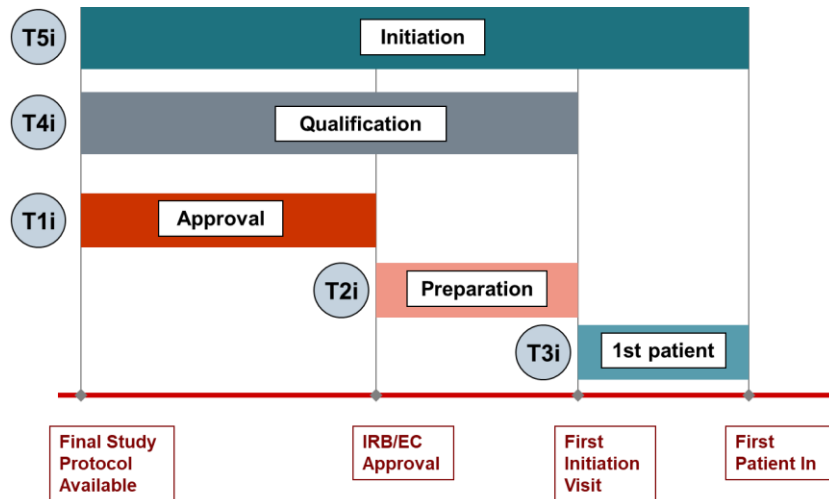 T5i
Initiation
T4i
Qualification
T1i
Approval
T2i
Preparation
T3i
1st patient
Final Study
Protocol
Available
IRB/EC
Approval
First
Initiation
Visit
First
Patient In